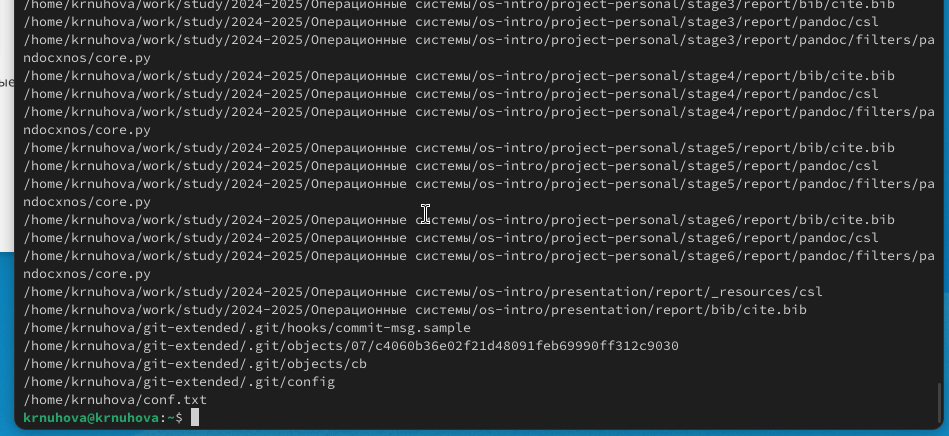 /home/krnuhova/work/study/2024-2025/Операционные системы/os-intro/project-personal/stage3/report/bib/cite.bib
/home/krnuhova/work/study/2024-2025/Операционные системы/os-intro/project-personal/stage3/report/pandoc/csl
/home/krnuhova/work/study/2024-2025/Операционные системы/os-intro/project-personal/stage3/report/pandoc/filters/pa
ndocxnos/core.py
/home/krnuhova/work/study/2024-2025/Операционные системы/os-intro/project-personal/stage4/report/bib/cite.bib
/home/krnuhova/work/study/2024-2025/Операционные системы/os-intro/project-personal/stage4/report/pandoc/csl
/home/krnuhova/work/study/2024-2025/Операционные системы/os-intro/project-personal/stage4/report/pandoc/filters/pa
ndocxnos/core.py
/home/krnuhova/work/study/2024-2025/Операционные системы/os-intro/project-personal/stage5/report/bib/cite.bib
/home/krnuhova/work/study/2024-2025/Операционные системы/os-intro/project-personal/stage5/report/pandoc/csl
/home/krnuhova/work/study/2024-2025/Операционные системы/os-intro/project-personal/stage5/report/pandoc/filters/pa
ndocxnos/core.py
/home/krnuhova/work/study/2024-2025/Операционные системы/os-intro/project-personal/stage6/report/bib/cite.bib
/home/krnuhova/work/study/2024-2025/Операционные системы/os-intro/project-personal/stage6/report/pandoc/csl
/home/krnuhova/work/study/2024-2025/Операционные системы/os-intro/project-personal/stage6/report/pandoc/filters/pa
ndocxnos/core.py
/home/krnuhova/work/study/2024-2025/Операционные системы/os-intro/presentation/report/_resources/csl
/home/krnuhova/work/study/2024-2025/Операционные системы/os-intro/presentation/report/bib/cite.bib
/home/krnuhova/git-extended/.git/hooks/commit-msg.sample
/home/krnuhova/git-extended/.git/objects/07/c4060b36e02f21d48091feb69990ff312c9030
/home/krnuhova/git-extended/.git/objects/cb
/home/krnuhova/git-extended/.git/config
/home/krnuhova/conf.txt
krnuhova@krnuhova:~$